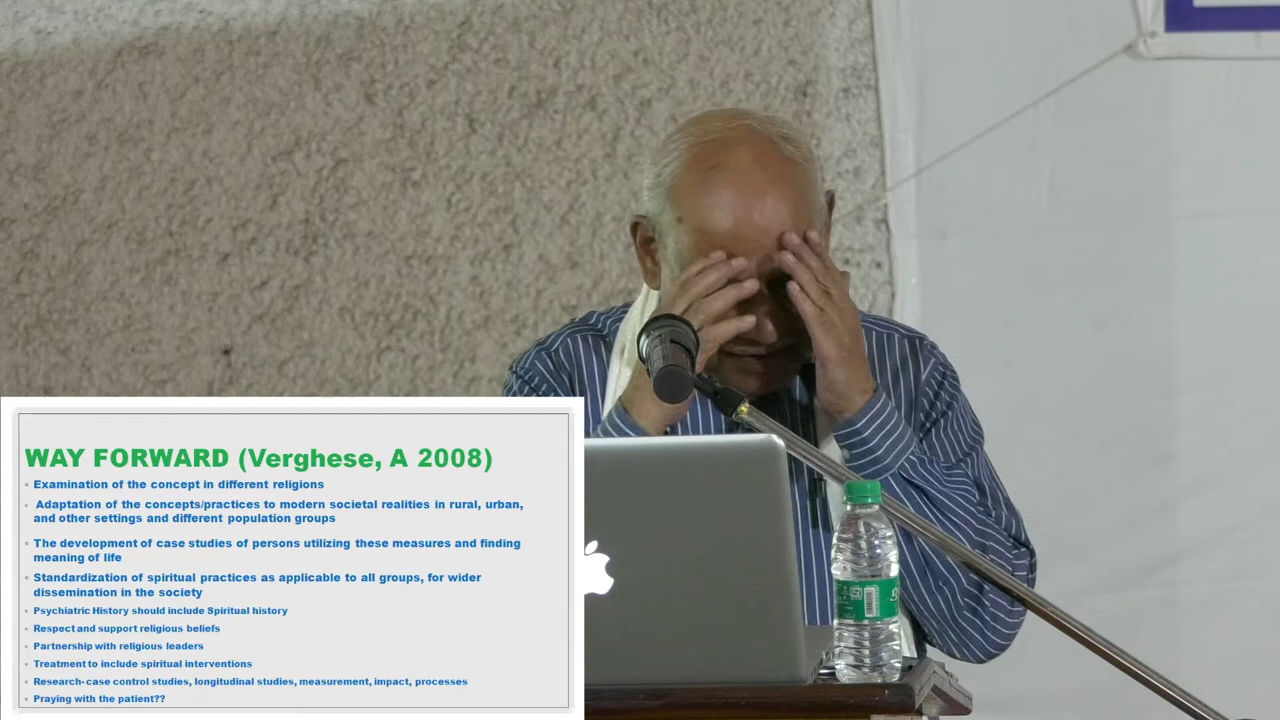 WAY FORWARD (Verghese, A 2008)
Examination of the concept in different religions
Adaptation of the concepts/practices to modern societal realities in rural, urban,
and other settings and different population groups
The development of case studies of persons utilizing these measures and finding
meaning of life
Standardization of spiritual practices as applicable to all groups, for wider
dissemination in the society
Psychiatric History should include Spiritual history
Respect and support religious beliefs
Partnership with religious leaders
Treatment to include spiritual interventions
Research-case control studies, longitudinal studies, measurement, impact, processes
Praying with the patient??